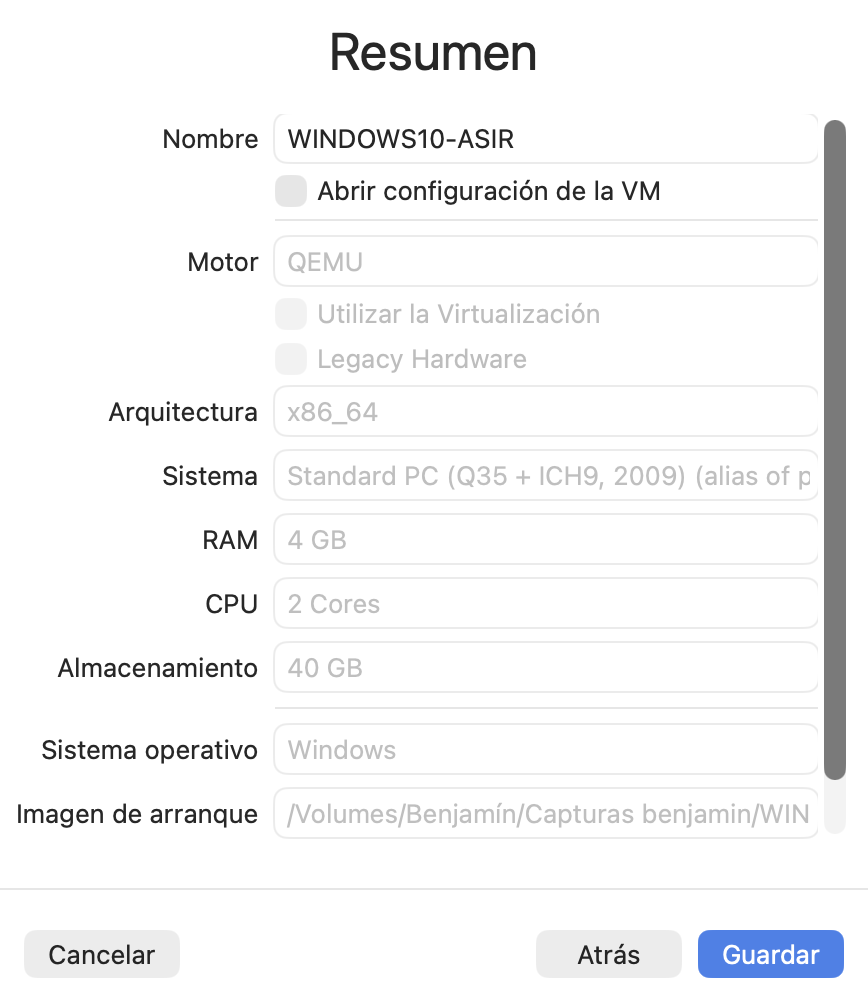 Resumen
Nombre WINDOWS10-ASIR
Abrir configuración de la VM
Motor QEMU
Utilizar la Virtualización
Legacy Hardware
Arquitectura x86_64
Sistema Standard PC (Q35 + ICH9, 2009) (alias of p
RAM 4 GB
CPU 2 Cores
Almacenamiento 40 GB
Sistema operativo Windows
Imagen de arranque /Volumes/Benjamín/Capturas benjamin/WIN
Cancelar Atrás Guardar